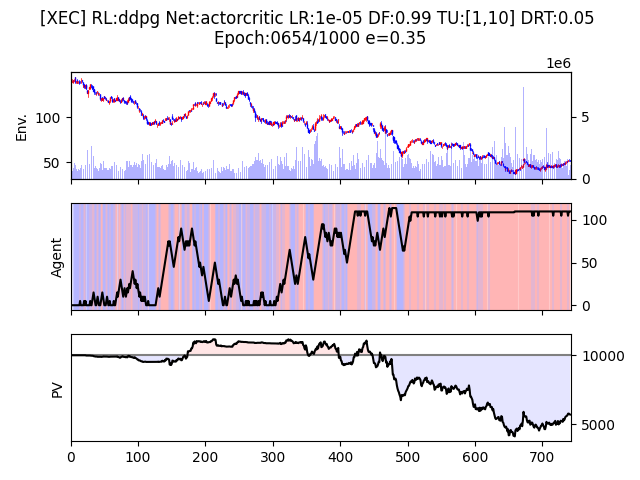 [XEC] RL:ddpg Net:actorcritic LR:1e-05 DF:0.99 TU:[1,10] DRT:0.05
Epoch:0654/1000 e=0.35
1e6
Env.
100
50
5
0
Agent
100
50
0
PV
10000
5000
0 100 200 300 400 500 600 700